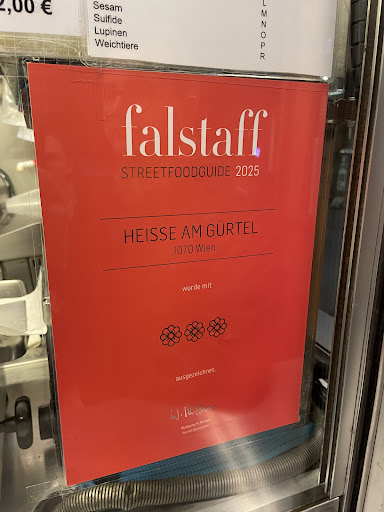 2,00 €
Sesam
Sulfide
Lupinen
Weichtiere
L
M
N
O
P
R
falstaff
STREETFOODGUIDE 2025
HEISSE AM GÜRTEL
1070 Wien
wurde mit
ausgezeichnet.